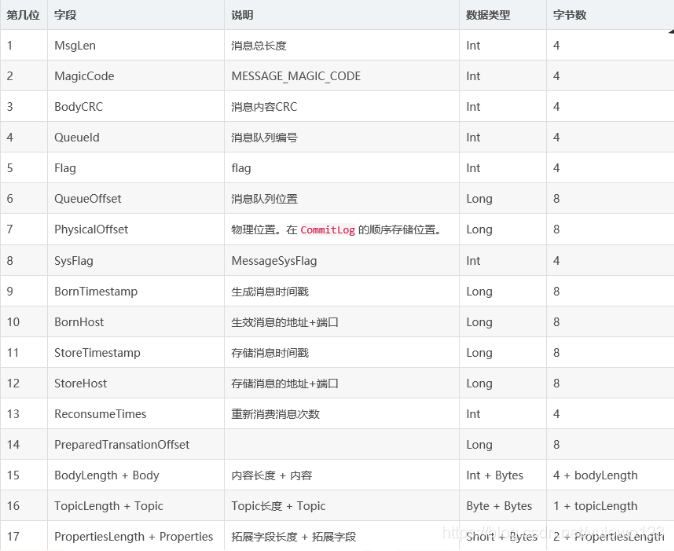 第几位 字段 说明 数据类型 字节数
1 MsgLen 消息总长度 Int 4
2 MagicCode MESSAGE_MAGIC_CODE Int 4
3 BodyCRC 消息内容CRC Int 4
4 QueueId 消息队列编号 Int 4
5 Flag flag Int 4
6 QueueOffset 消息队列位置 Long 8
7 PhysicalOffset 物理位置。在 CommitLog 的顺序存储位置。 Long 8
8 SysFlag MessageSysFlag Int 4
9 BornTimestamp 生成消息时间戳 Long 8
10 BornHost 生效消息的地址+端口 Long 8
11 StoreTimestamp 存储消息时间戳 Long 8
12 StoreHost 存储消息的地址+端口 Long 8
13 ReconsumeTimes 重新消费消息次数 Int 4
14 PreparedTransationOffset Long 8
15 BodyLength + Body 内容长度 + 内容 Int + Bytes 4 + bodyLength
16 TopicLength + Topic Topic长度 + Topic Byte + Bytes 1 + topicLength
17 PropertiesLength + Properties 拓展字段长度 + 拓展字段 Short + Bytes 2 + PropertiesLength